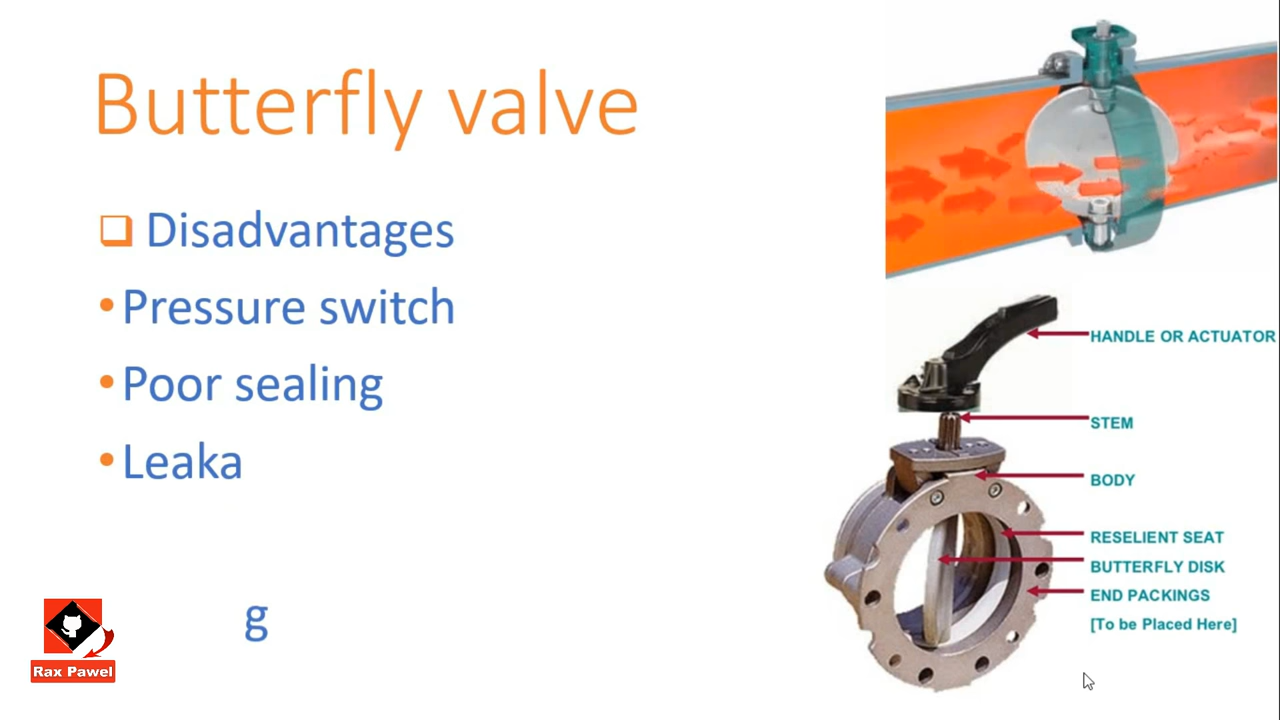 Butterfly valve
Disadvantages
Pressure switch
Poor sealing
Leaka
g
HANDLE OR ACTUATOR
STEM
BODY
RESELIENT SEAT
BUTTERFLY DISK
END PACKINGS
[To be Placed Here]
Rax Pawel